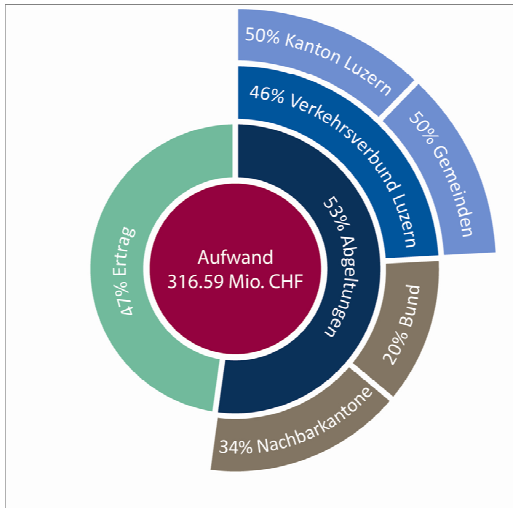 50% Kanton Luzern
50% Gemeinden
46% Verkehrsverbund Luzern
53% Abgeltungen
47% Ertrag
Aufwand
316.59 Mio. CHF
20% Bund
34% Nachbarkantone